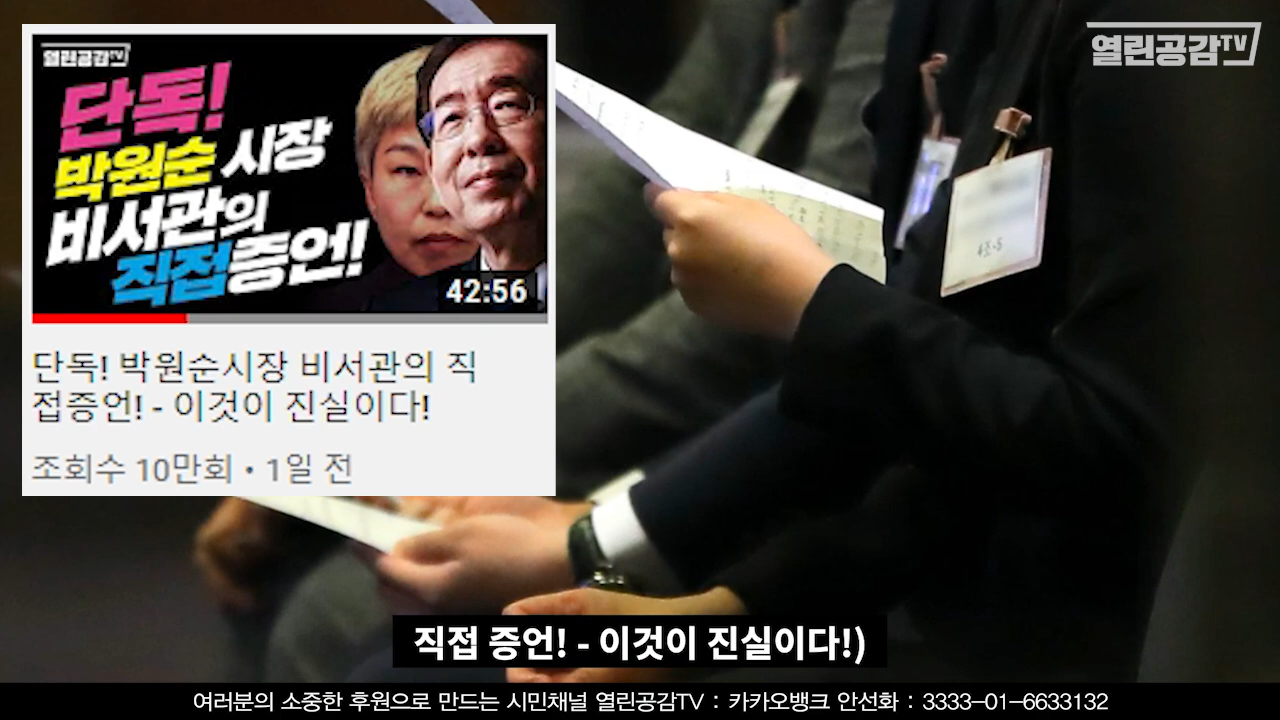 열린공감TV
단독!
박원순 시장
비서관의
직접증언!
42:56
단독! 박원순시장 비서관의 직
접증언! - 이것이 진실이다!
조회수 10만회 • 1일 전
열린공감TV
직접 증언! - 이것이 진실이다!)
여러분의 소중한 후원으로 만드는 시민채널 열린공감TV : 카카오뱅크 안선화 : 3333-01-6633132